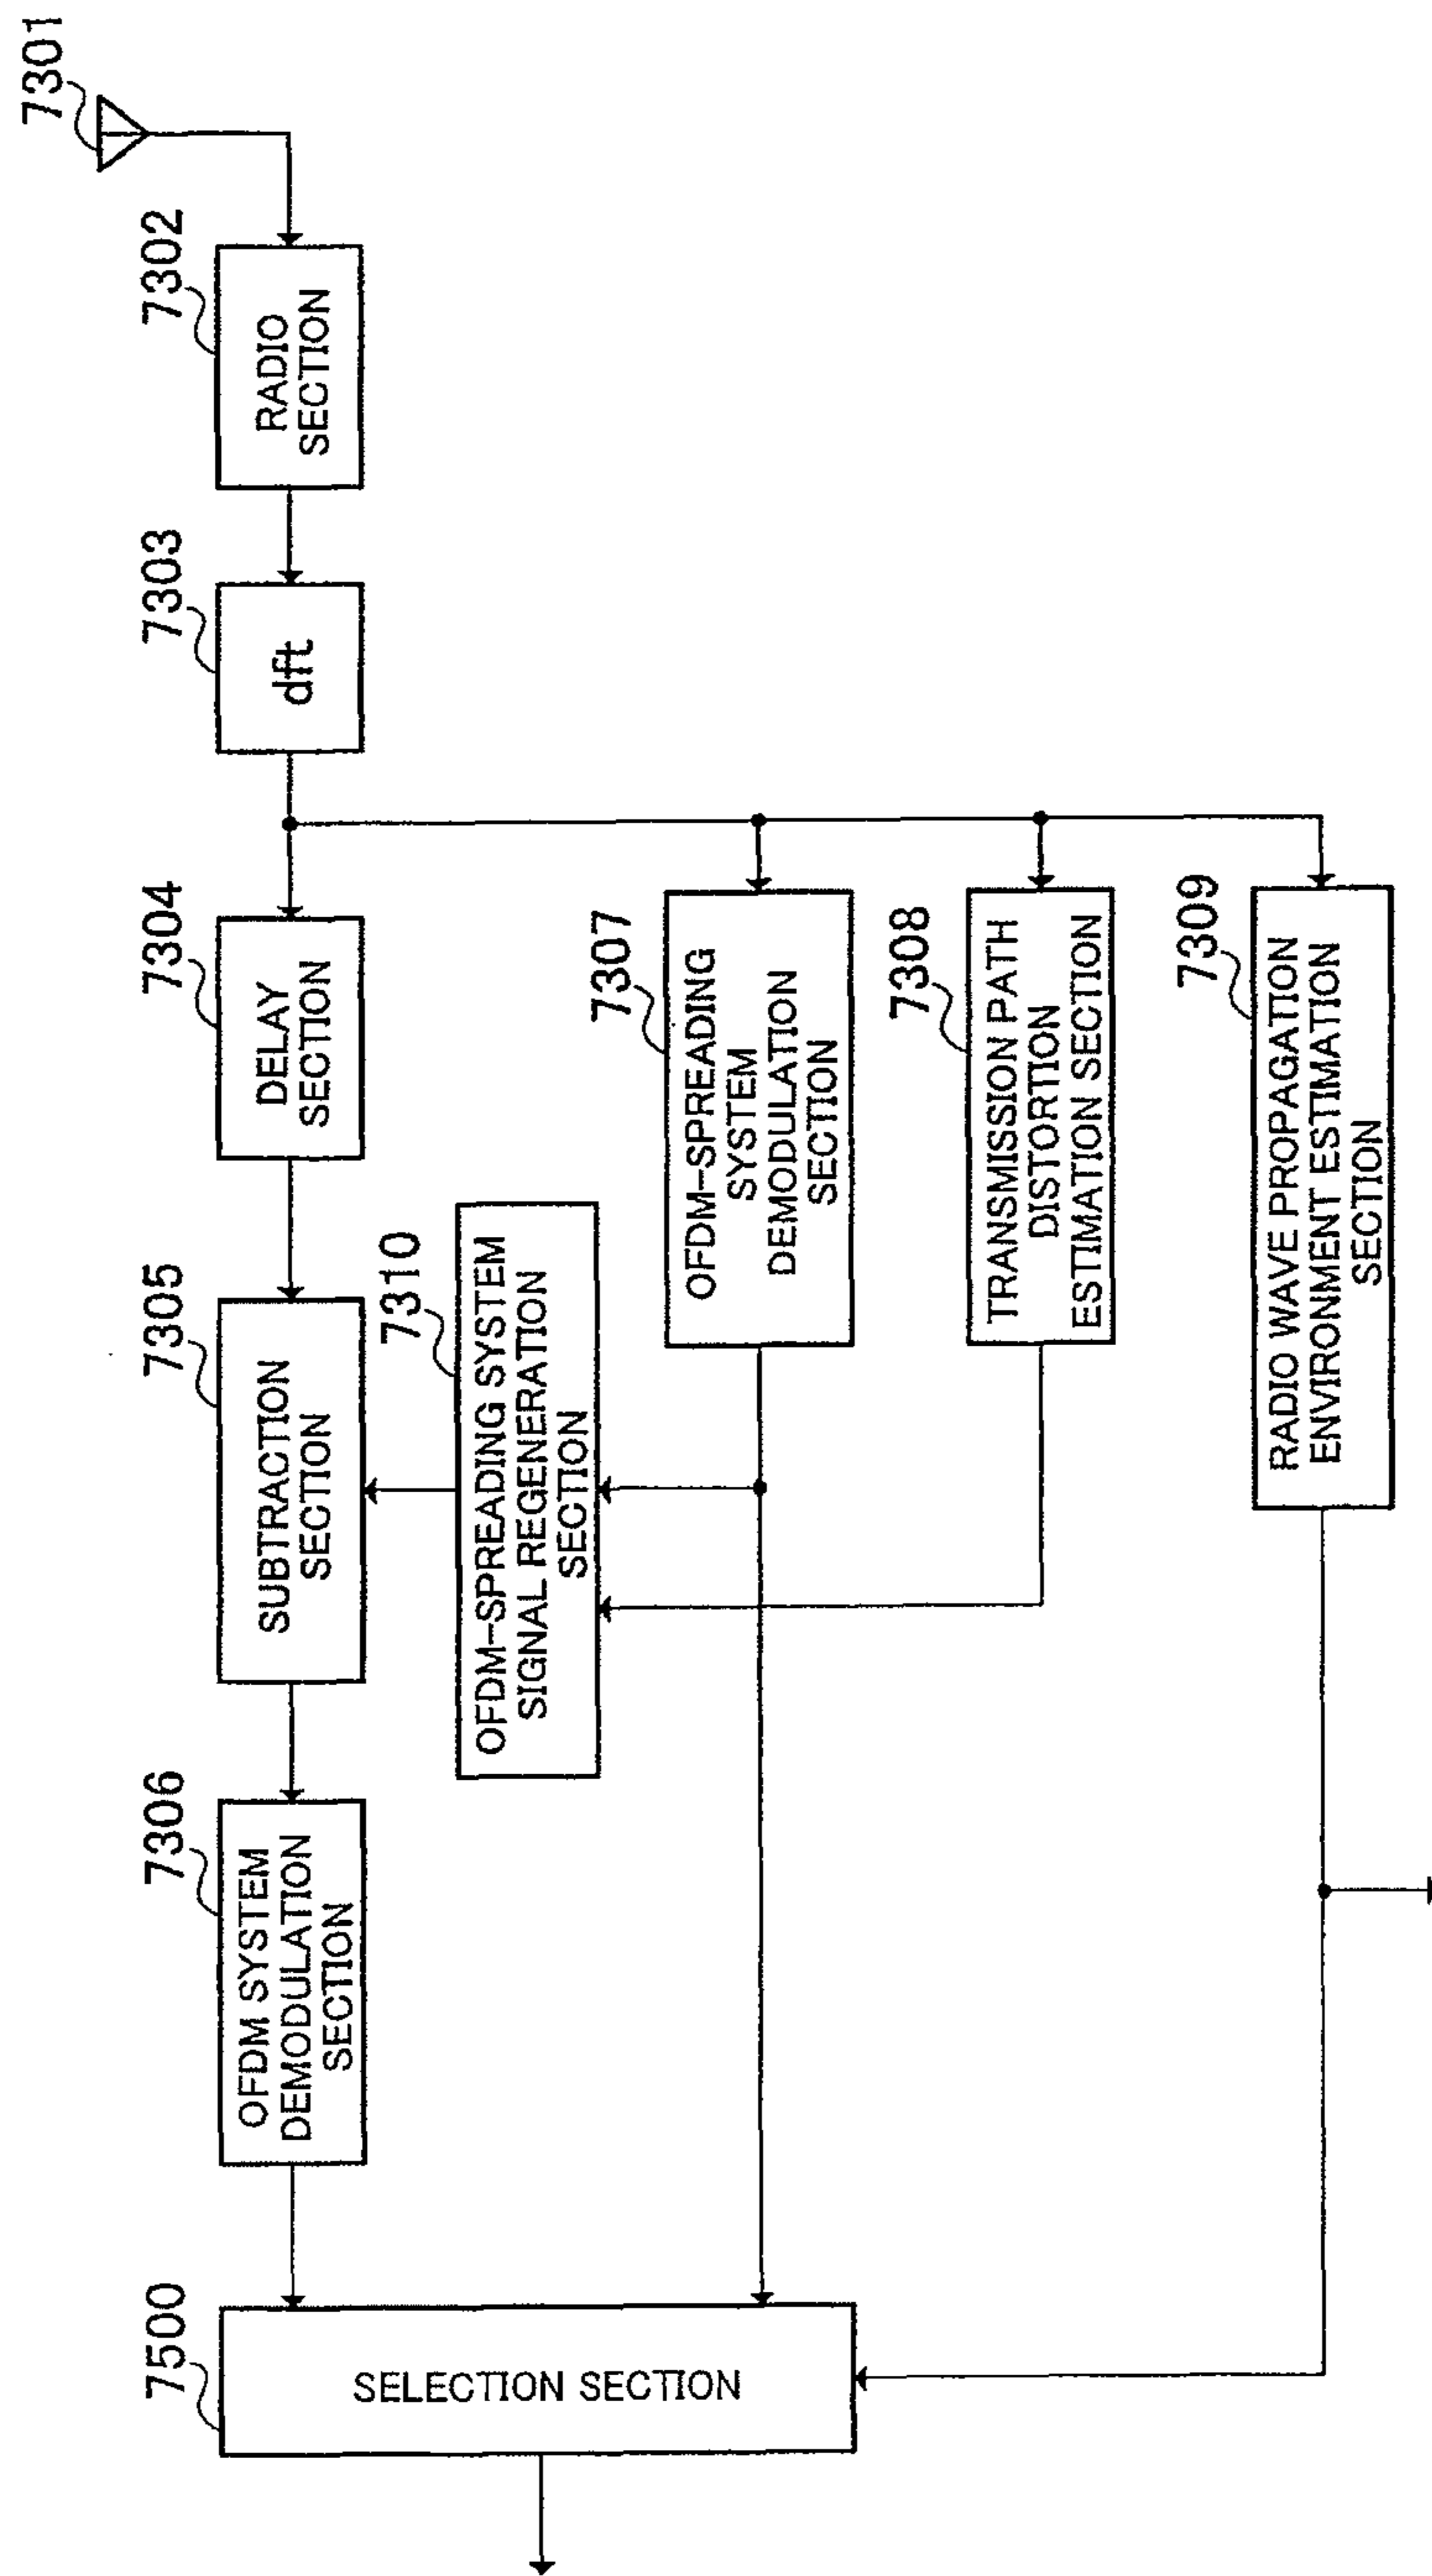 7301
7302
RADIO
SECTION
7303
dft
7304
DELAY
SECTION
7305
SUBTRACTION
SECTION
7306
OFDM SYSTEM
DEMODULATION
SECTION
7310
OFDM-SPREADING SYSTEM
SIGNAL REGENERATION
SECTION
7307
OFDM-SPREADING
SYSTEM
DEMODULATION
SECTION
7308
TRANSMISSION PATH
DISTORTION
ESTIMATION SECTION
7309
RADIO WAVE PROPAGATION
ENVIRONMENT ESTIMATION
SECTION
7500
SELECTION SECTION